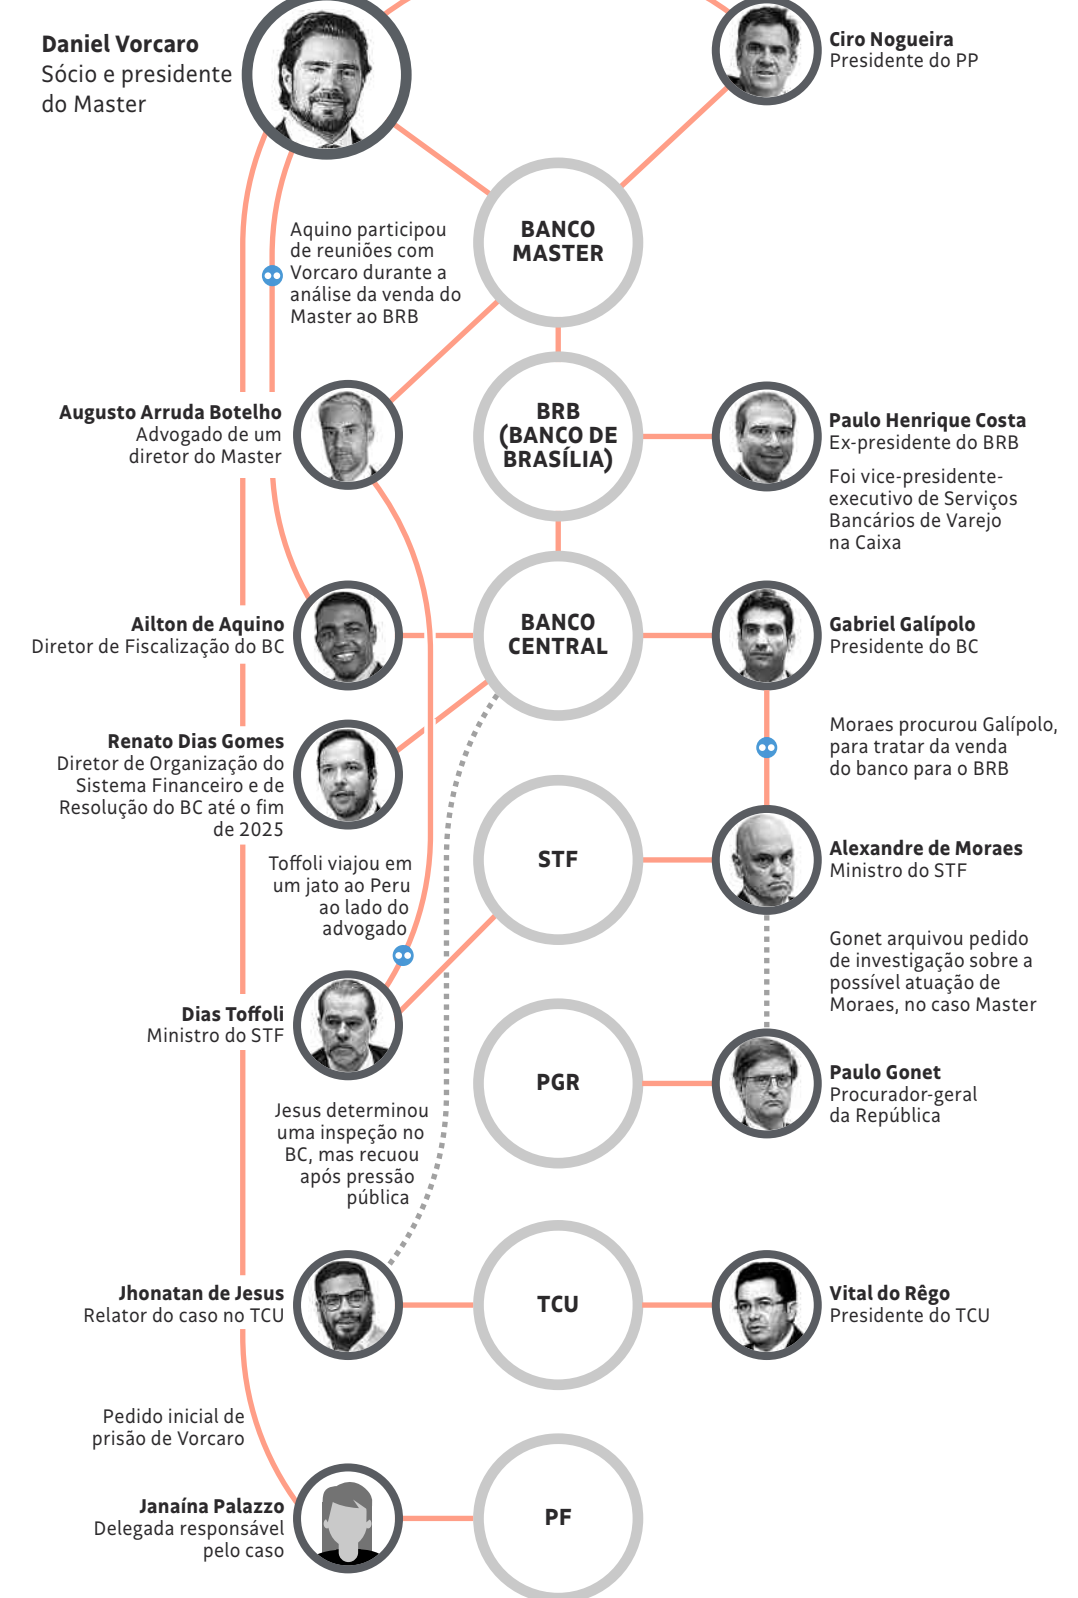 Daniel Vorcaro
Sócio e presidente
do Master
Ciro Nogueira
Presidente do PP
BANCO
MASTER
Aquino participou
de reuniões com
Vorcaro durante a
análise da venda do
Master ao BRB
Augusto Arruda Botelho
Advogado de um
diretor do Master
BRB
(BANCO DE
BRASÍLIA)
Paulo Henrique Costa
Ex-presidente do BRB
Foi vice-presidente-
executivo de Serviços
Bancários de Varejo
na Caixa
Ailton de Aquino
Diretor de Fiscalização do BC
BANCO
CENTRAL
Gabriel Galípolo
Presidente do BC
Renato Dias Gomes
Diretor de Organização do
Sistema Financeiro e de
Resolução do BC até o fim
de 2025
Moraes procurou Galípolo,
para tratar da venda
do banco para o BRB
Toffoli viajou em
um jato ao Peru
ao lado do
advogado
STF
Alexandre de Moraes
Ministro do STF
Gonet arquivou pedido
de investigação sobre a
possível atuação de
Moraes, no caso Master
Dias Toffoli
Ministro do STF
PGR
Paulo Gonet
Procurador-geral
da República
Jesus determinou
uma inspeção no
BC, mas recuou
após pressão
pública
Jhonatan de Jesus
Relator do caso no TCU
TCU
Vital do Rêgo
Presidente do TCU
Pedido inicial de
prisão de Vorcaro
Janaína Palazzo
Delegada responsável
pelo caso
PF